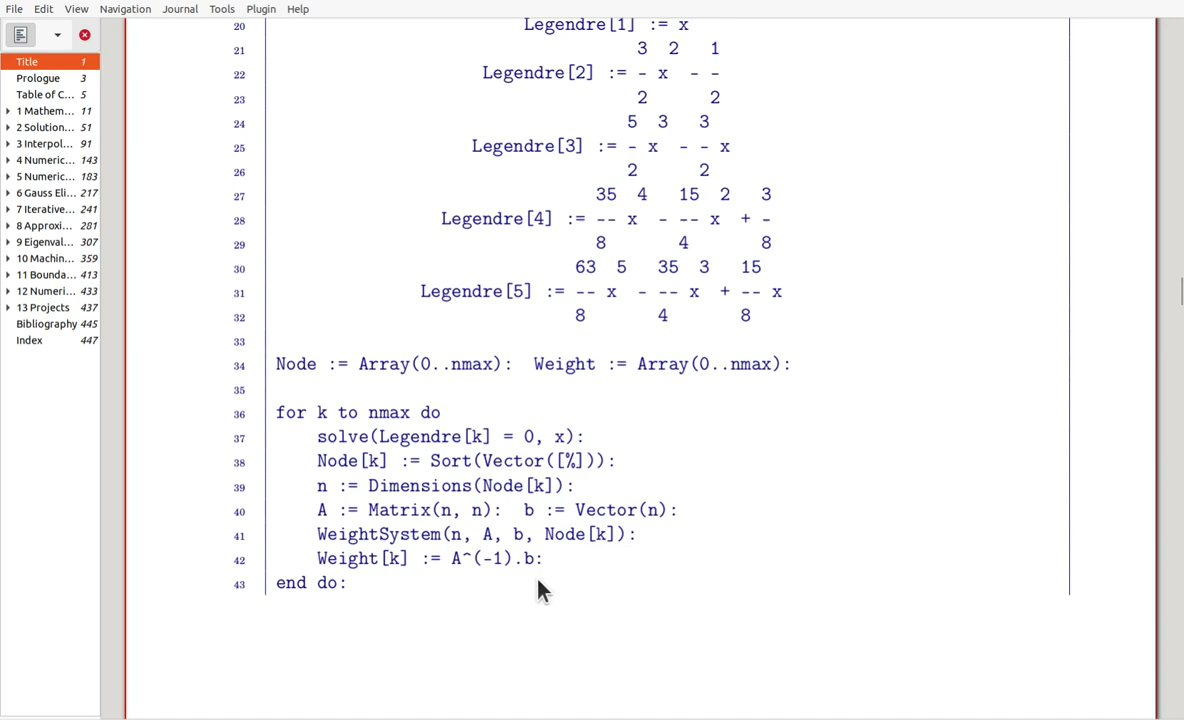 File Edit View Navigation Journal Tools Plugin Help
Title 1
Prologue 3
Table of C... 5
1 Mathem... 11
2 Solution... 51
3 Interpol... 91
4 Numeric... 143
5 Numeric... 183
6 Gauss Eli... 217
7 Iterative... 241
8 Approxi... 281
9 Eigenval... 307
10 Machin... 359
11 Bounda... 413
12 Numeri... 433
13 Projects 437
Bibliography 445
Index 447
20 Legendre[1] := x
21 3 2 1
22 Legendre[2] := - x - -
23 2 2
24 5 3 3
25 Legendre[3] := - x - - x
26 2 2
27 35 4 15 2 3
28 Legendre[4] := -- x - -- x + -
29 8 4 8
30 63 5 35 3 15
31 Legendre[5] := -- x - -- x + -- x
32 8 4 8
33
34 Node := Array(0..nmax): Weight := Array(0..nmax):
35
36 for k to nmax do
37 solve(Legendre[k] = 0, x):
38 Node[k] := Sort(Vector([%])):
39 n := Dimensions(Node[k]):
40 A := Matrix(n, n): b := Vector(n):
41 WeightSystem(n, A, b, Node[k]):
42 Weight[k] := A^(-1).b:
43 end do: